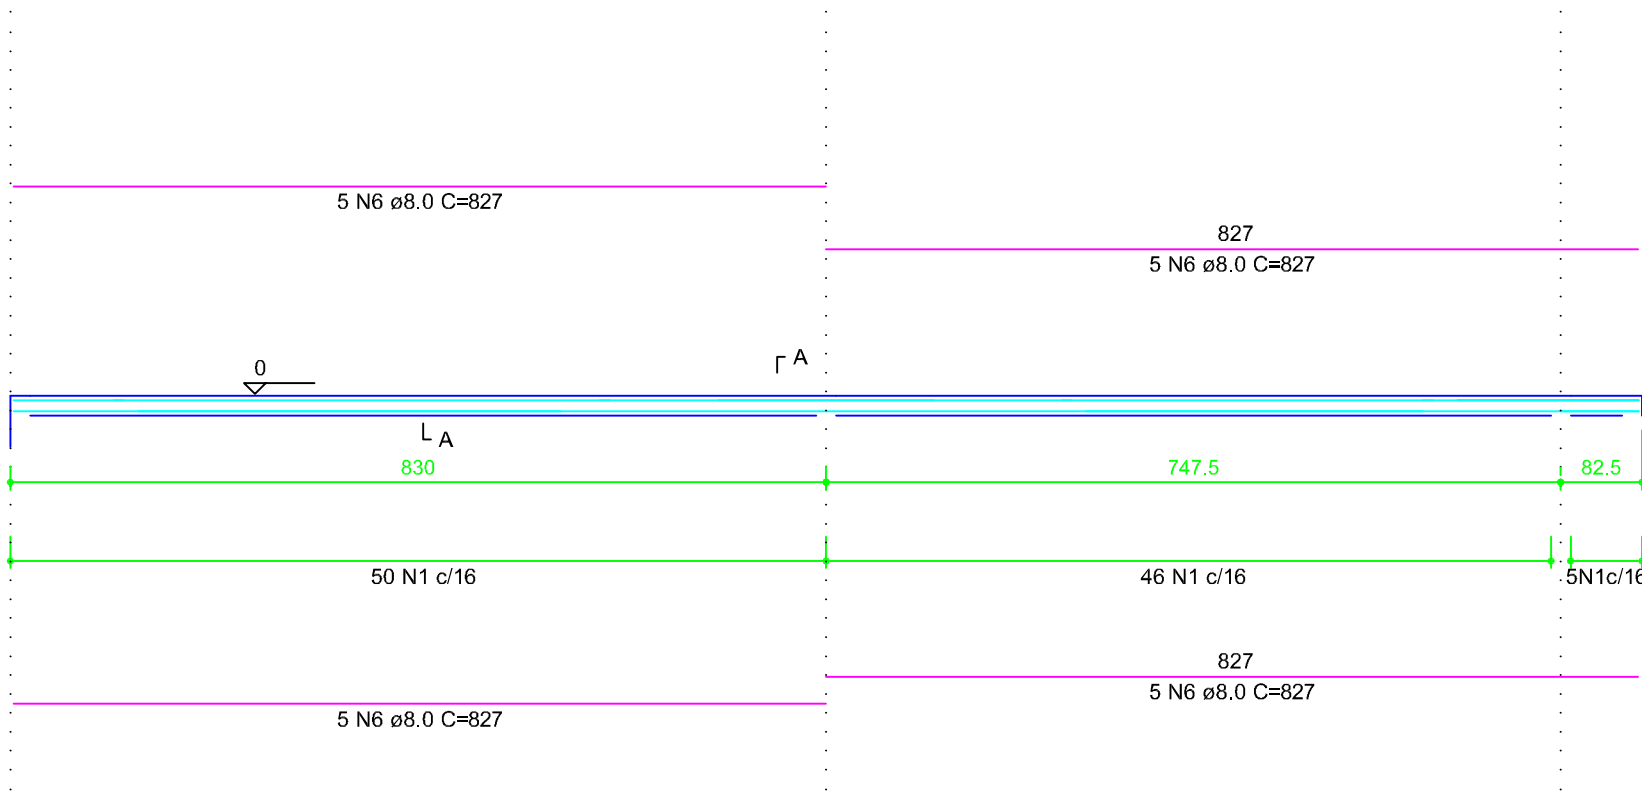 5 N6 ø8.0 C=827
827
5 N6 ø8.0 C=827
0
A
A
830
747.5
82.5
50 N1 c/16
46 N1 c/16
5N1c/16
827
5 N6 ø8.0 C=827
5 N6 ø8.0 C=827